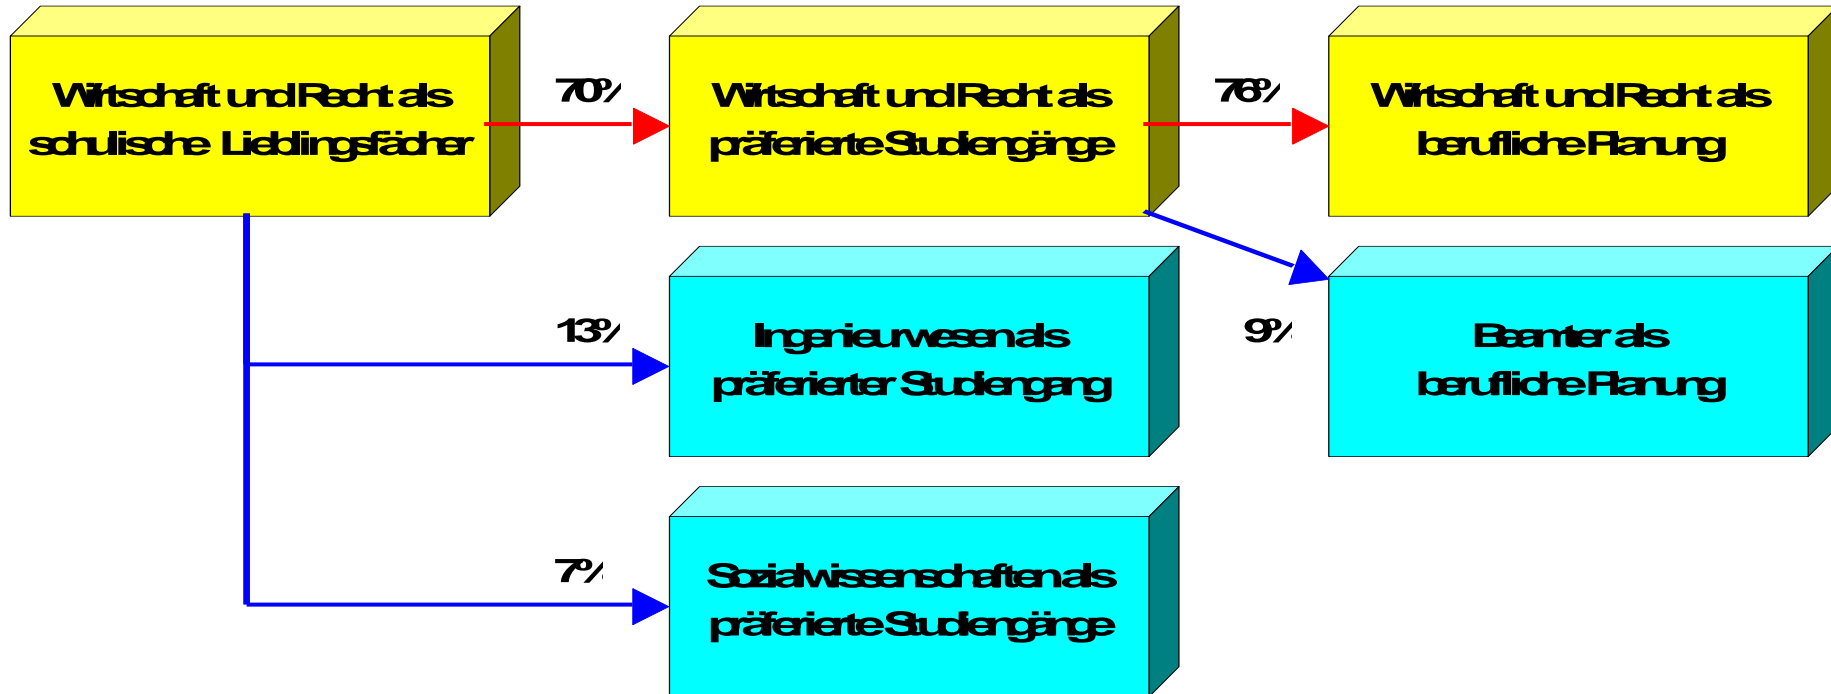 Wirtschaft und Recht als
schulische Lieblingsfächer
70%
Wirtschaft und Recht als
präferierte Studiengänge
76%
Wirtschaft und Recht als
berufliche Planung
13%
Ingenieurwesen als
präferierter Studiengang
9%
Beamter als
berufliche Planung
7%
Sozialwissenschaften als
präferierte Studiengänge